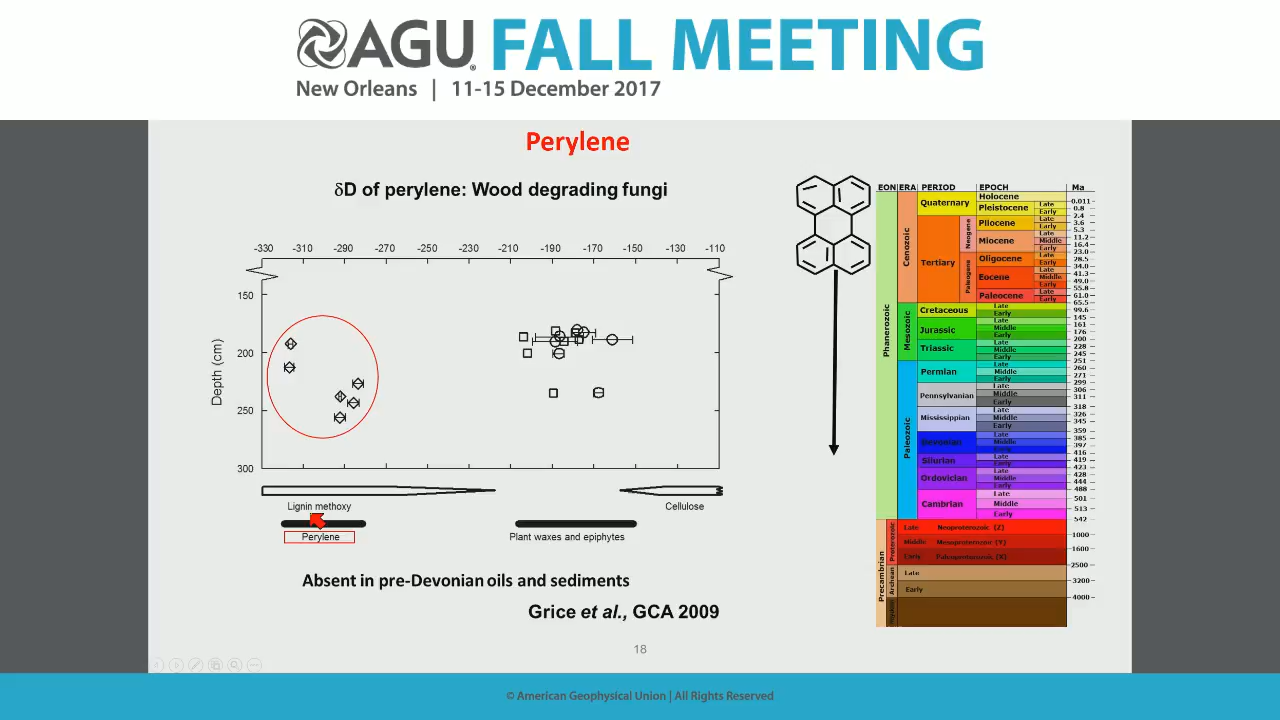 AGU FALL MEETING
New Orleans | 11-15 December 2017
Perylene
δD of perylene: Wood degrading fungi
-330 -310 -290 -270 -250 -230 -210 -190 -170 -150 -130 -110
150
200
250
300
Depth (cm)
Lignin methoxy
Cellulose
Perylene
Plant waxes and epiphytes
Absent in pre-Devonian oils and sediments
Grice et al., GCA 2009
18
EON ERA PERIOD EPOCH Ma
Phanerozoic
Precambrian
Cenozoic
Mesozoic
Paleozoic
Proterozoic
Archean
Quaternary
Holocene
0.011
Pleistocene Late 0.8
Early 2.4
Tertiary
Neogene
Pliocene Late 3.6
Early 5.3
Miocene Late 11.2
Middle 16.4
Early 23.0
Paleogene
Oligocene Late 28.5
Early 34.0
Eocene Late 41.3
Middle 49.0
Early 55.8
Paleocene Late 61.0
Early 65.5
Cretaceous Late 99.6
Early 145
Jurassic Late 161
Middle 176
Early 200
Triassic Late 228
Middle 245
Early 251
Permian Late 260
Middle 271
Early 299
Pennsylvanian Late 306
Middle 311
Early 318
Mississippian Late 326
Middle 345
Early 359
Devonian Late 385
Middle 397
Early 416
Silurian Late 419
Early 423
Ordovician Late 428
Middle 444
Early 488
Cambrian Late 501
Middle 513
Early 542
Late Neoproterozoic (Z) 1000
Middle Mesoproterozoic (Y) 1600
Early Paleoproterozoic (X) 2500
Late 3200
Early 4000
© American Geophysical Union | All Rights Reserved